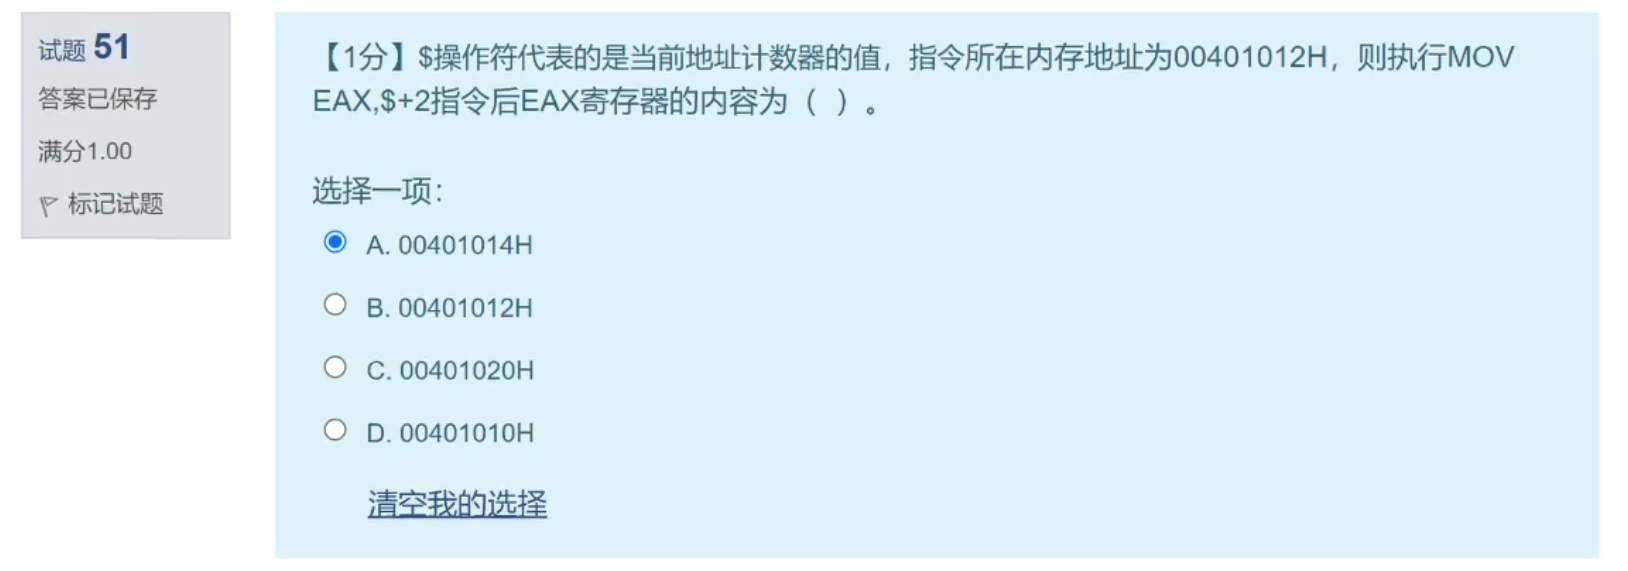 试题 51
答案已保存
满分1.00
标记试题
【1分】$操作符代表的是当前地址计数器的值，指令所在内存地址为00401012H，则执行MOV
EAX,$+2指令后EAX寄存器的内容为（ ）。
选择一项：
A. 00401014H
B. 00401012H
C. 00401020H
D. 00401010H
清空我的选择